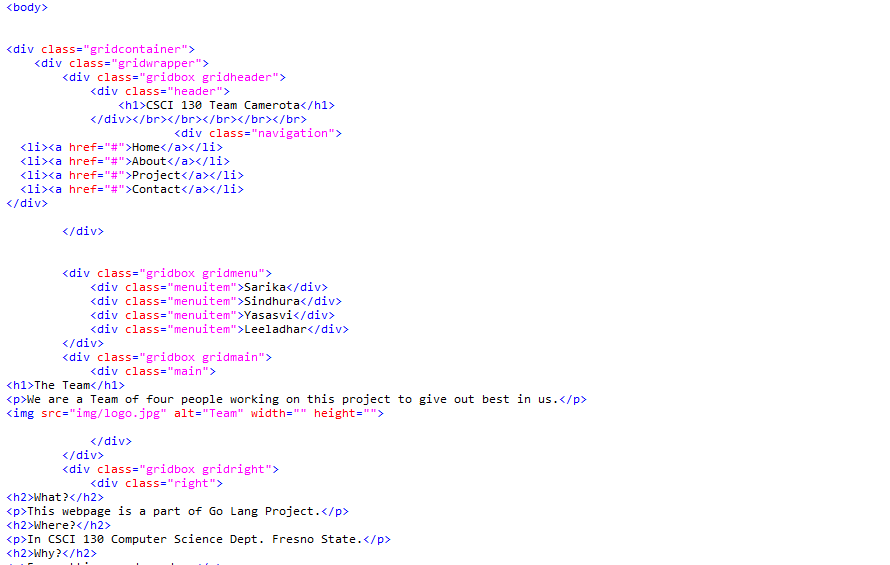 <body>
<div class="gridcontainer">
<div class="gridwrapper">
<div class="gridbox gridheader">
<div class="header">
<h1>CSCI 130 Team Camerota</h1>
</div></br></br></br></br></br>
<div class="navigation">
<li><a href="#">Home</a></li>
<li><a href="#">About</a></li>
<li><a href="#">Project</a></li>
<li><a href="#">Contact</a></li>
</div>
</div>
<div class="gridbox gridmenu">
<div class="menuitem">Sarika</div>
<div class="menuitem">Sindhura</div>
<div class="menuitem">Yasasvi</div>
<div class="menuitem">Leeladhar</div>
</div>
<div class="gridbox gridmain">
<div class="main">
<h1>The Team</h1>
<p>We are a Team of four people working on this project to give out best in us.</p>
<img src="img/logo.jpg" alt="Team" width="" height="">
</div>
</div>
<div class="gridbox gridright">
<div class="right">
<h2>What?</h2>
<p>This webpage is a part of Go Lang Project.</p>
<h2>Where?</h2>
<p>In CSCI 130 Computer Science Dept. Fresno State.</p>
<h2>Why?</h2>